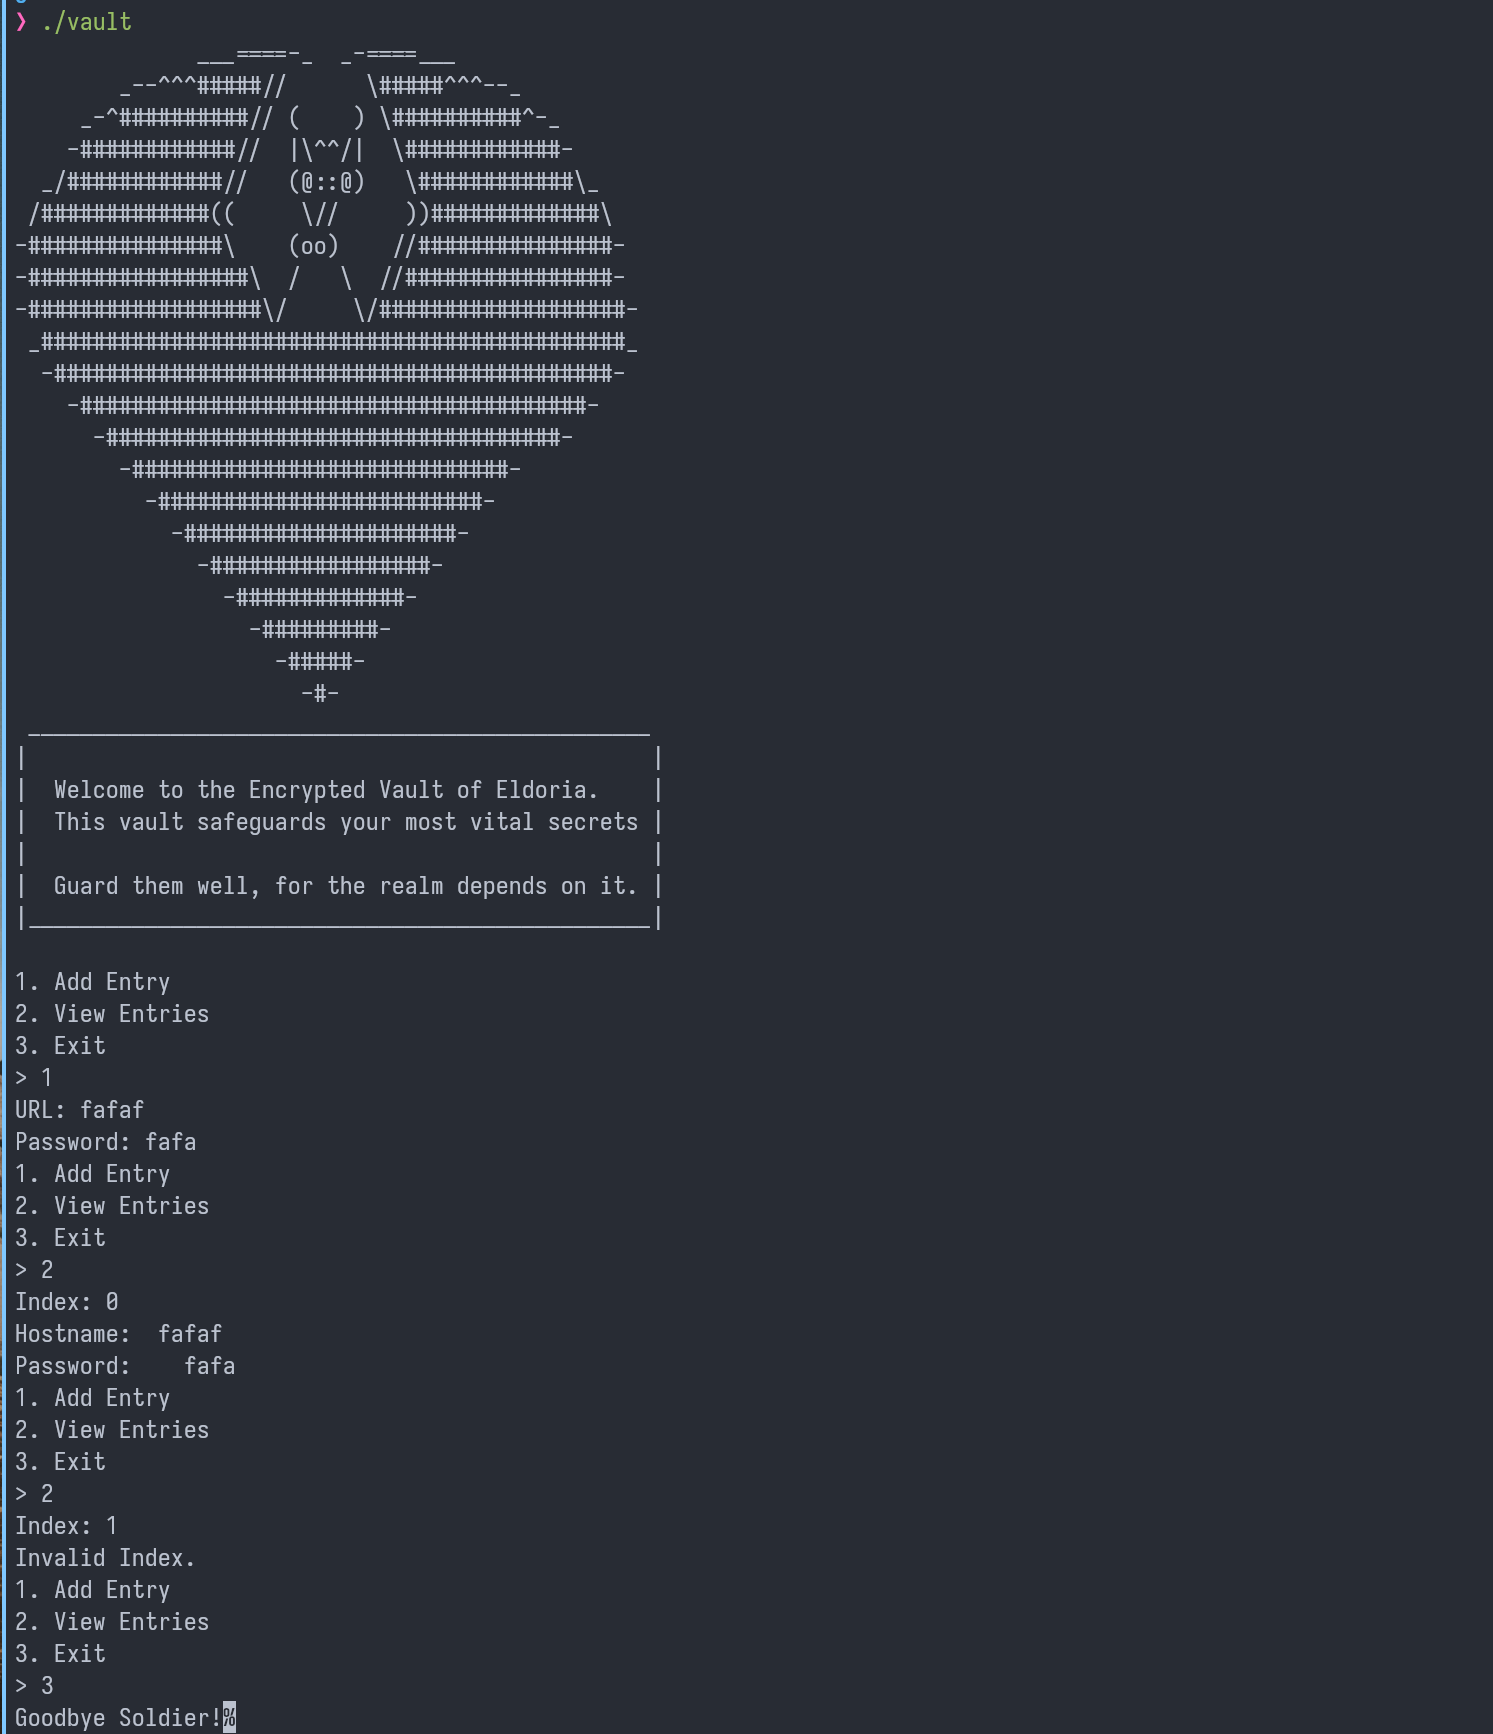 ❯ ./vault
               ___====-_  _-====___
        _--^^^#####//      \#####^^^--_
     _-^##########// (    ) \##########^-_
    -############//  |\^^/|  \############-
  _/############//   (@::@)   \############\_
 /#############((     \//     ))#############\
-###############\    (oo)    //###############-
-#################\  /   \  //################-
-##################\/     \/###################-
 _#############################################_
  -###########################################-
    -#######################################-
      -###################################-
        -#############################-
          -#########################-
            -#####################-
              -#################-
                -#############-
                  -#########-
                    -#####-
                      -#-
 ________________________________________________
|                                                 |
|  Welcome to the Encrypted Vault of Eldoria.    |
|  This vault safeguards your most vital secrets |
|                                                 |
|  Guard them well, for the realm depends on it. |
|________________________________________________|
1. Add Entry
2. View Entries
3. Exit
> 1
URL: fafaf
Password: fafa
1. Add Entry
2. View Entries
3. Exit
> 2
Index: 0
Hostname:  fafaf
Password:    fafa
1. Add Entry
2. View Entries
3. Exit
> 2
Index: 1
Invalid Index.
1. Add Entry
2. View Entries
3. Exit
> 3
Goodbye Soldier!%